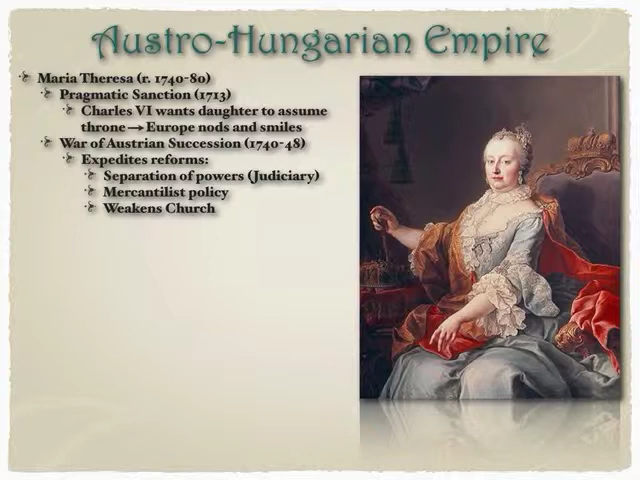 Austro-Hungarian Empire
Maria Theresa (r. 1740-80)
Pragmatic Sanction (1713)
Charles VI wants daughter to assume
throne → Europe nods and smiles
War of Austrian Succession (1740-48)
Expedites reforms:
Separation of powers (Judiciary)
Mercantilist policy
Weakens Church